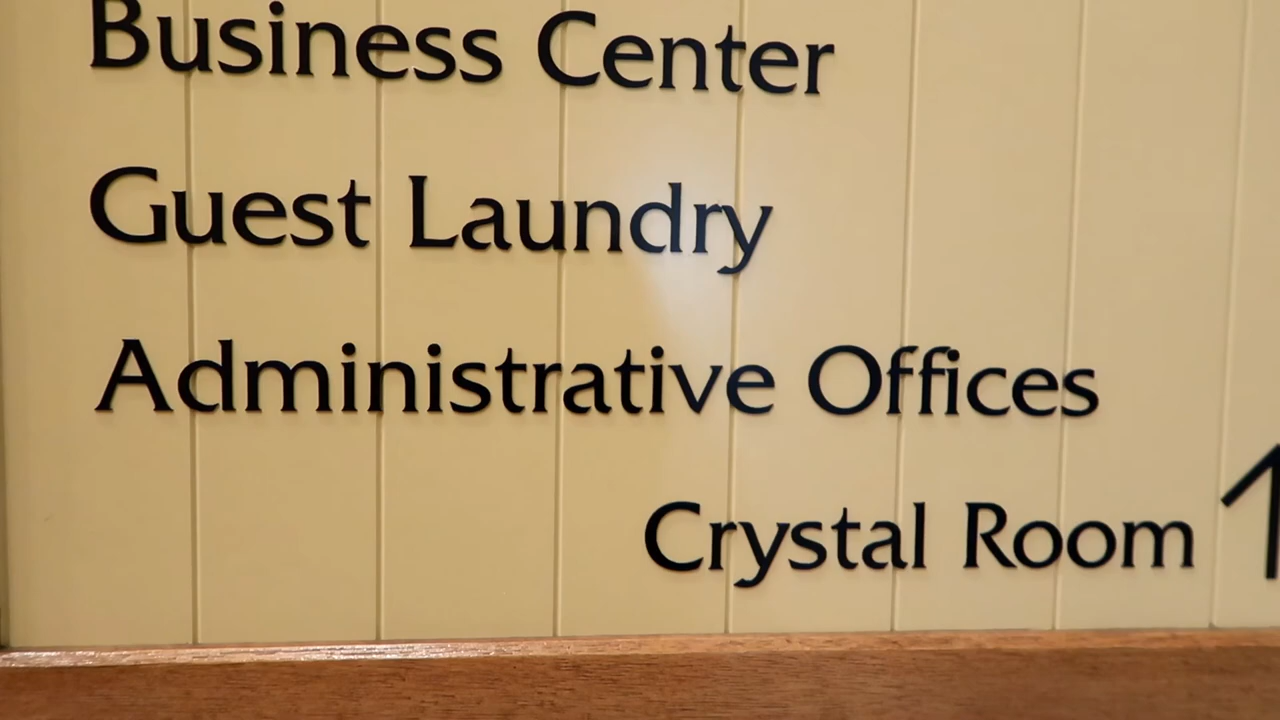 Business Center
Guest Laundry
Administrative Offices
Crystal Room